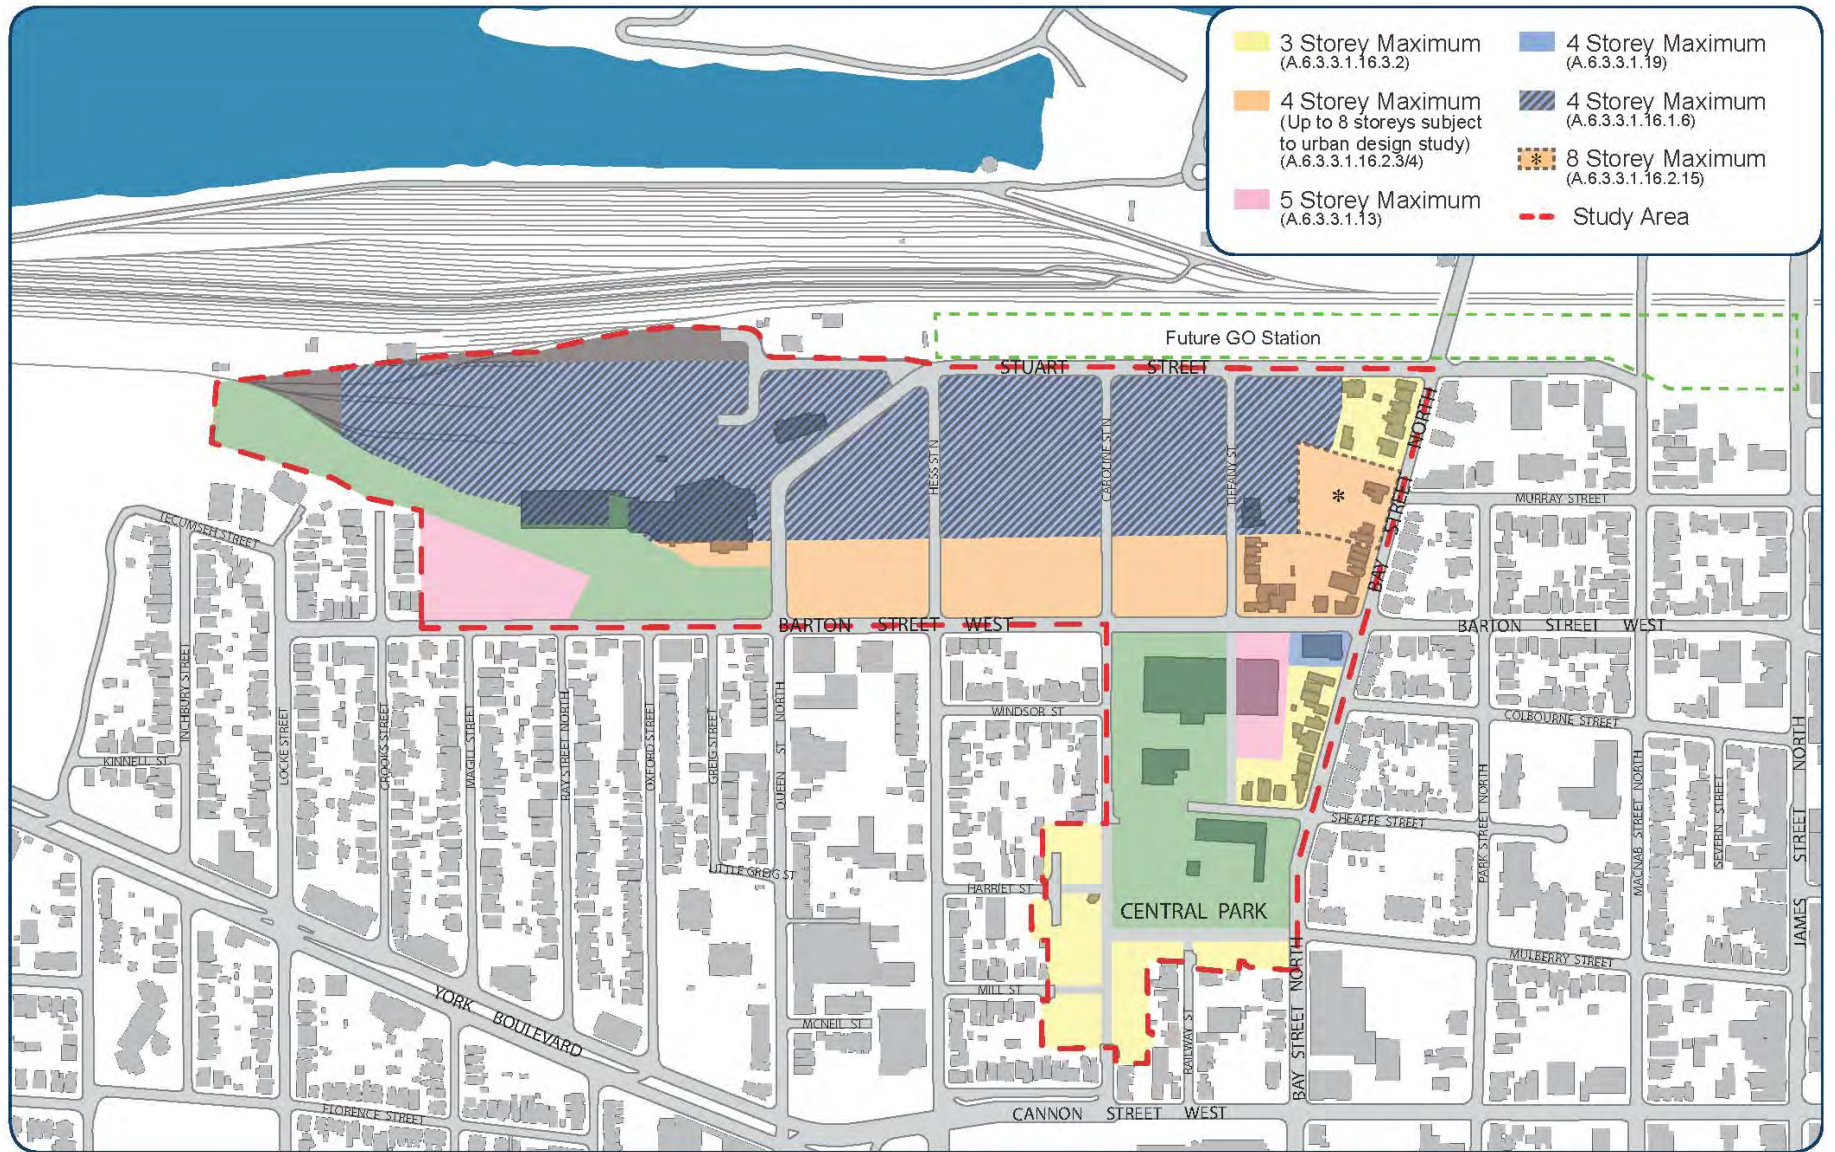 3 Storey Maximum
(A.6.3.3.1.16.3.2)
4 Storey Maximum
(Up to 8 storeys subject
to urban design study)
(A.6.3.3.1.16.2.3/4)
5 Storey Maximum
(A.6.3.3.1.13)
4 Storey Maximum
(A.6.3.3.1.19)
4 Storey Maximum
(A.6.3.3.1.16.1.6)
*
8 Storey Maximum
(A.6.3.3.1.16.2.15)
Study Area
Future GO Station
STUART STREET
BAY STREET NORTH
HESS ST N
CAROLINE ST N
TIFFANY ST
*
MURRAY STREET
TECUMSEH STREET
BARTON STREET WEST
BARTON STREET WEST
INCHBURY STREET
LOCKE STREET
CROOKS STREET
MAGILL STREET
RAY STREET NORTH
OXFORD STREET
GREIG STREET
QUEEN ST NORTH
WINDSOR ST
COLBOURNE STREET
KINNELL ST
SHEAFFE STREET
PARK STREET NORTH
MACNAB STREET NORTH
SEVERN STREET
JAMES STREET NORTH
LITTLE GREIG ST
HARRIET ST
CENTRAL PARK
MULBERRY STREET
MILL ST
YORK BOULEVARD
MCNEIL ST
RAILWAY ST
BAY STREET NORTH
FLORENCE STREET
CANNON STREET WEST